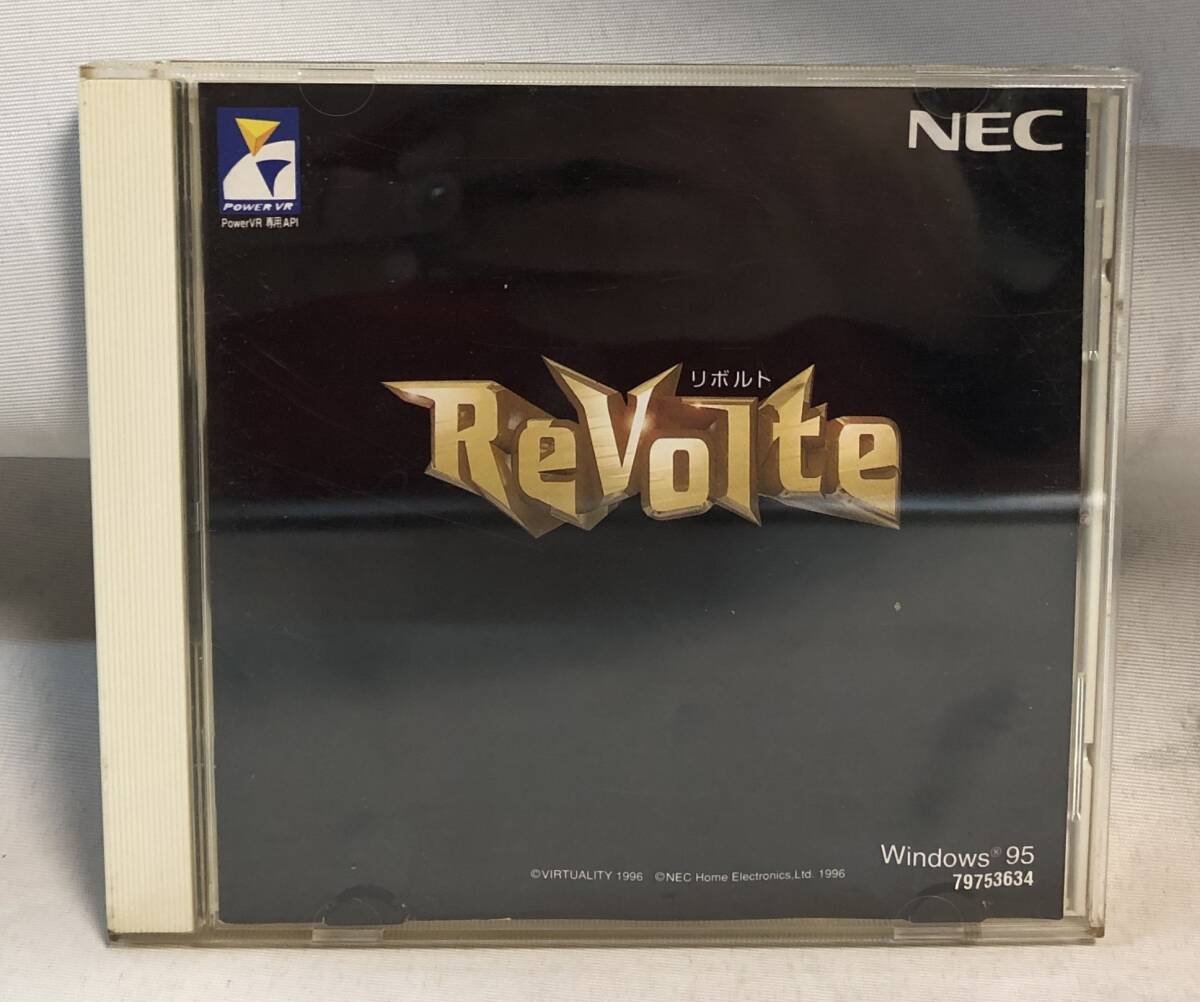 NEC
POWER VR
PowerVR 専用API
リボルト
ReVolte
Windows® 95
©VIRTUALITY 1996 ©NEC Home Electronics,Ltd. 1996
79753634